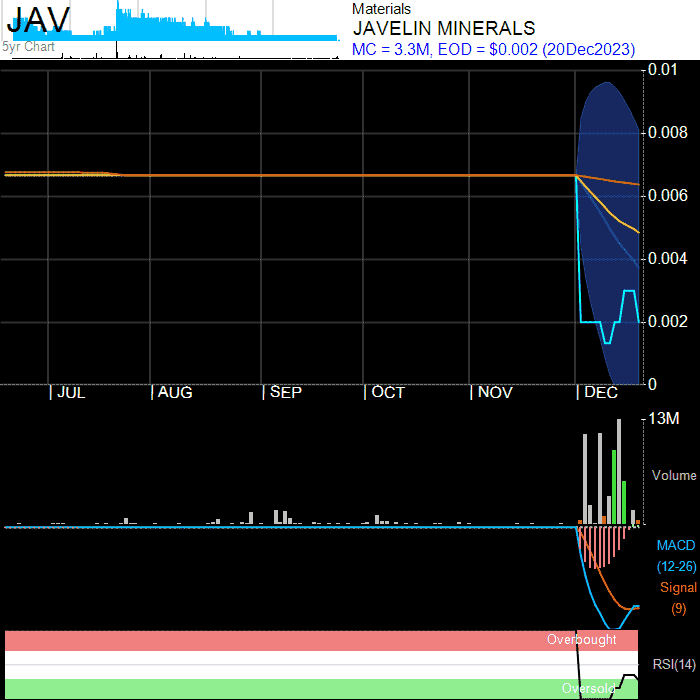 JAV
5yr Chart
Materials
JAVELIN MINERALS
MC = 3.3M, EOD = $0.002 (20Dec2023)
0.01
0.008
0.006
0.004
0.002
0
JUL AUG SEP OCT NOV DEC
13M
Volume
MACD
(12-26)
Signal
(9)
Overbought
RSI(14)
Oversold